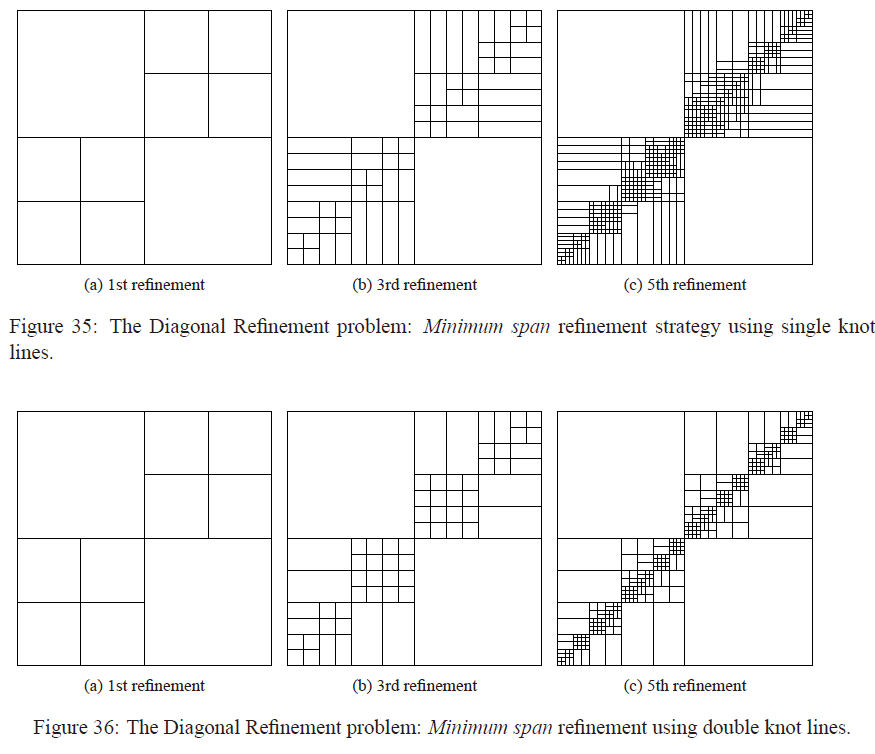 (a) 1st refinement (b) 3rd refinement (c) 5th refinement
Figure 35: The Diagonal Refinement problem: Minimum span refinement strategy using single knot
lines.
(a) 1st refinement (b) 3rd refinement (c) 5th refinement
Figure 36: The Diagonal Refinement problem: Minimum span refinement using double knot lines.